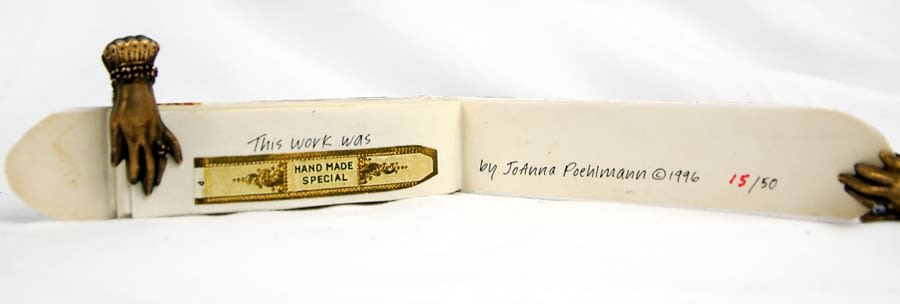 This work was
HAND MADE
SPECIAL
by JoAnna Poehlmann © 1996 15/50